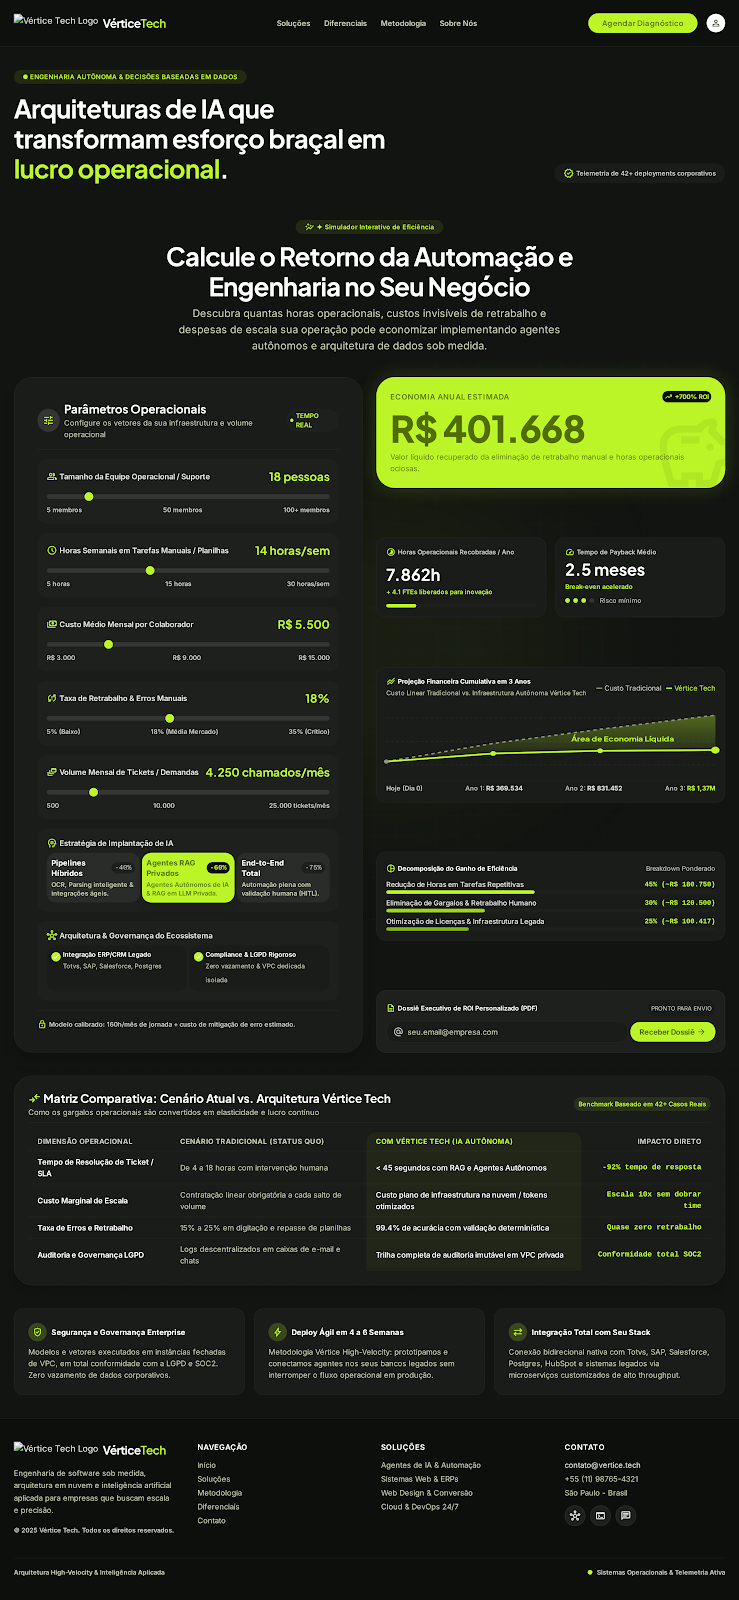 Vértice Tech Logo VérticeTech
Soluções Diferenciais Metodologia Sobre Nós
Agendar Diagnóstico
ENGENHARIA AUTÔNOMA & DECISÕES BASEADAS EM DADOS
Arquiteturas de IA que
transformam esforço braçal em
lucro operacional.
Telemetria de 42+ deployments corporativos
✦ Simulador Interativo de Eficiência
Calcule o Retorno da Automação e
Engenharia no Seu Negócio
Descubra quantas horas operacionais, custos invisíveis de retrabalho e
despesas de escala sua operação pode economizar implementando agentes
autônomos e arquitetura de dados sob medida.
Parâmetros Operacionais
Configure os vetores da sua infraestrutura e volume
operacional
TEMPO
REAL
Tamanho da Equipe Operacional / Suporte 18 pessoas
5 membros 50 membros 100+ membros
Horas Semanais em Tarefas Manuais / Planilhas 14 horas/sem
5 horas 15 horas 30 horas/sem
Custo Médio Mensal por Colaborador R$ 5.500
R$ 3.000 R$ 9.000 R$ 15.000
Taxa de Retrabalho & Erros Manuais 18%
5% (Baixo) 18% (Média Mercado) 35% (Crítico)
Volume Mensal de Tickets / Demandas 4.250 chamados/mês
500 10.000 25.000 tickets/mês
Estratégia de Implantação de IA
Pipelines
Híbridos
-40%
OCR, Parsing inteligente &
integrações ágeis.
Agentes RAG
Privados
-60%
Agentes Autônomos de IA
& RAG em LLM Privada.
End-to-End
Total
-75%
Automação plena com
validação humana (HITL).
Arquitetura & Governança do Ecossistema
Integração ERP/CRM Legado
Totvs, SAP, Salesforce, Postgres
Compliance & LGPD Rigoroso
Zero vazamento & VPC dedicada
isolada
Modelo calibrado: 160h/mês de jornada + custo de mitigação de erro estimado.
ECONOMIA ANUAL ESTIMADA
+700% ROI
R$ 401.668
Valor líquido recuperado da eliminação de retrabalho manual e horas operacionais
ociosas.
Horas Operacionais Recobradas / Ano
7.862h
+ 4.1 FTEs liberados para inovação
Tempo de Payback Médio
2.5 meses
Break-even acelerado
Risco mínimo
Projeção Financeira Cumulativa em 3 Anos
Custo Linear Tradicional vs. Infraestrutura Autônoma Vértice Tech
Custo Tradicional Vértice Tech
Área de Economia Líquida
Hoje (Dia 0) Ano 1: R$ 369.534 Ano 2: R$ 831.452 Ano 3: R$ 1,37M
Decomposição do Ganho de Eficiência Breakdown Ponderado
Redução de Horas em Tarefas Repetitivas 45% (~R$ 180.750)
Eliminação de Gargalos & Retrabalho Humano 30% (~R$ 120.500)
Otimização de Licenças & Infraestrutura Legada 25% (~R$ 100.417)
Dossiê Executivo de ROI Personalizado (PDF) PRONTO PARA ENVIO
seu.email@empresa.com Receber Dossiê →
Matriz Comparativa: Cenário Atual vs. Arquitetura Vértice Tech
Como os gargalos operacionais são convertidos em elasticidade e lucro contínuo
Benchmark Baseado em 42+ Casos Reais
DIMENSÃO OPERACIONAL CENÁRIO TRADICIONAL (STATUS QUO) COM VÉRTICE TECH (IA AUTÔNOMA) IMPACTO DIRETO
Tempo de Resolução de Ticket /
SLA
De 4 a 18 horas com intervenção humana
< 45 segundos com RAG e Agentes Autônomos
-92% tempo de resposta
Custo Marginal de Escala
Contratação linear obrigatória a cada salto de
volume
Custo plano de infraestrutura na nuvem / tokens
otimizados
Escala 10x sem dobrar
time
Taxa de Erros e Retrabalho
15% a 25% em digitação e repasse de planilhas
99.4% de acurácia com validação determinística
Quase zero retrabalho
Auditoria e Governança LGPD
Logs descentralizados em caixas de e-mail e
chats
Trilha completa de auditoria imutável em VPC privada
Conformidade total SOC2
Segurança e Governança Enterprise
Modelos e vetores executados em instâncias fechadas
de VPC, em total conformidade com a LGPD e SOC2.
Zero vazamento de dados corporativos.
Deploy Ágil em 4 a 6 Semanas
Metodologia Vértice High-Velocity: prototipamos e
conectamos agentes nos seus bancos legados sem
interromper o fluxo operacional em produção.
Integração Total com Seu Stack
Conexão bidirecional nativa com Totvs, SAP, Salesforce,
Postgres, HubSpot e sistemas legados via
microserviços customizados de alto throughput.
Vértice Tech Logo VérticeTech
Engenharia de software sob medida,
arquitetura em nuvem e inteligência artificial
aplicada para empresas que buscam escala
e precisão.
© 2025 Vértice Tech. Todos os direitos reservados.
NAVEGAÇÃO
Início
Soluções
Metodologia
Diferenciais
Contato
SOLUÇÕES
Agentes de IA & Automação
Sistemas Web & ERPs
Web Design & Conversão
Cloud & DevOps 24/7
CONTATO
contato@vertice.tech
+55 (11) 98765-4321
São Paulo - Brasil
Arquitetura High-Velocity & Inteligência Aplicada
Sistemas Operacionais & Telemetria Ativa